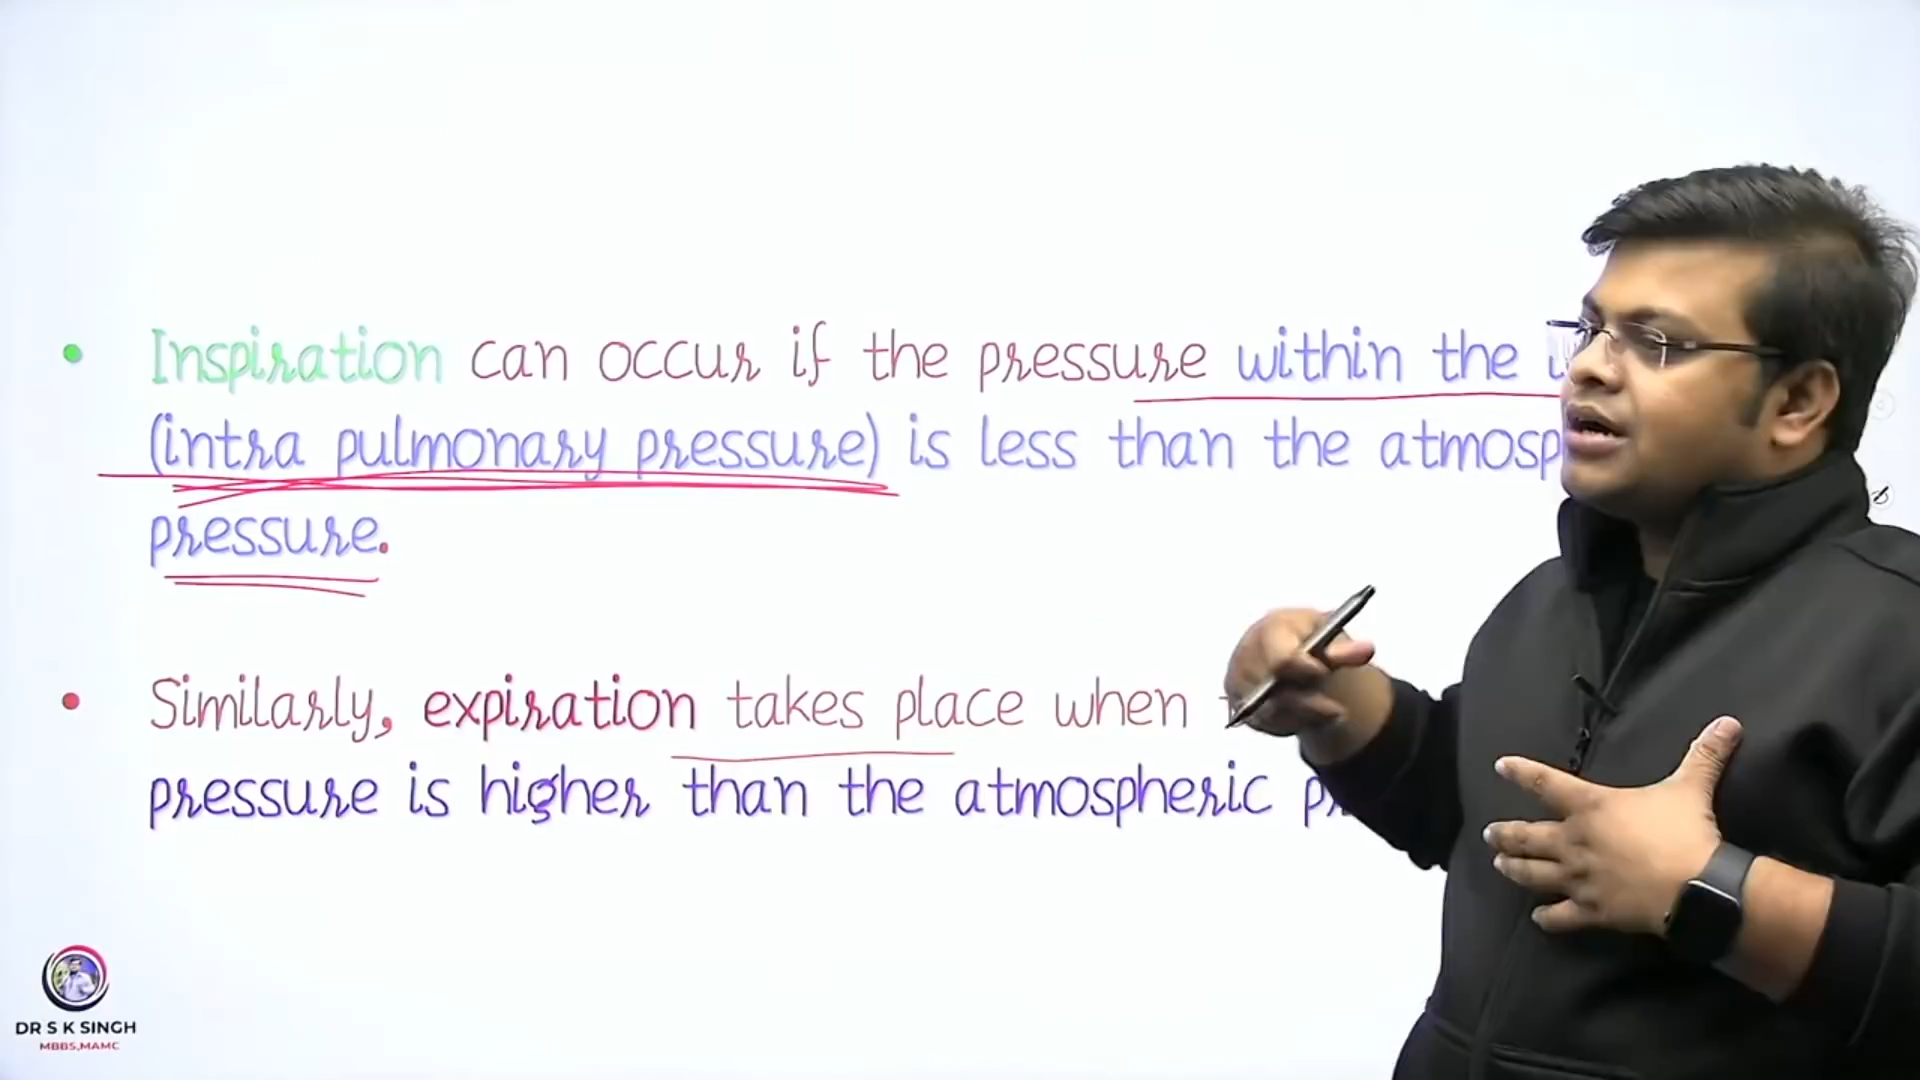 • Inspiration can occur if the pressure within the
(intra pulmonary pressure) is less than the
pressure.
• Similarly, expiration takes place when
pressure is higher than the atmospheric
DR S K SINGH
MBBS,MAMC